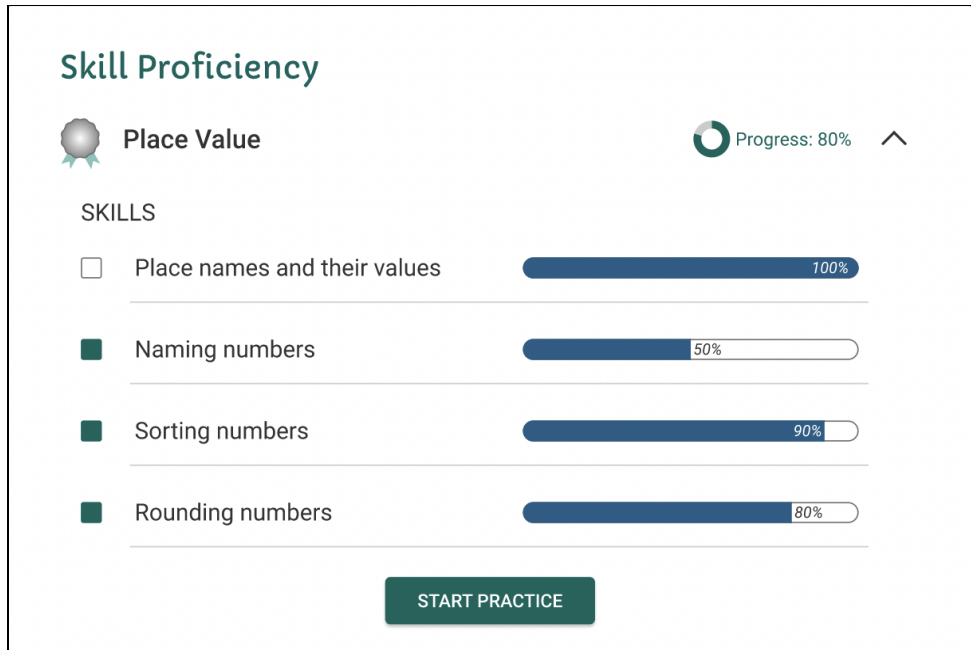 Skill Proficiency
Place Value Progress: 80%
SKILLS
Place names and their values 100%
Naming numbers 50%
Sorting numbers 90%
Rounding numbers 80%
START PRACTICE